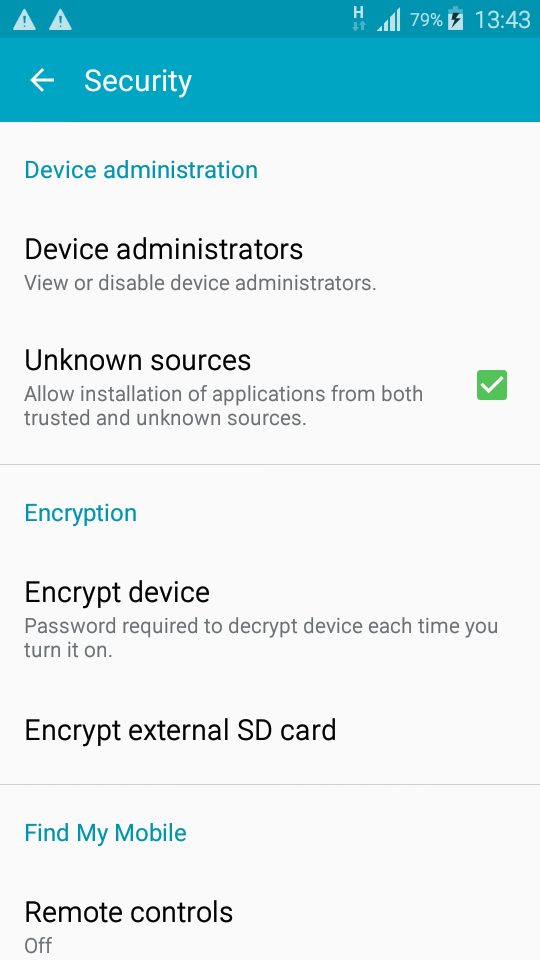 H 79% 13:43
Security
Device administration
Device administrators
View or disable device administrators.
Unknown sources
Allow installation of applications from both
trusted and unknown sources.
Encryption
Encrypt device
Password required to decrypt device each time you
turn it on.
Encrypt external SD card
Find My Mobile
Remote controls
Off